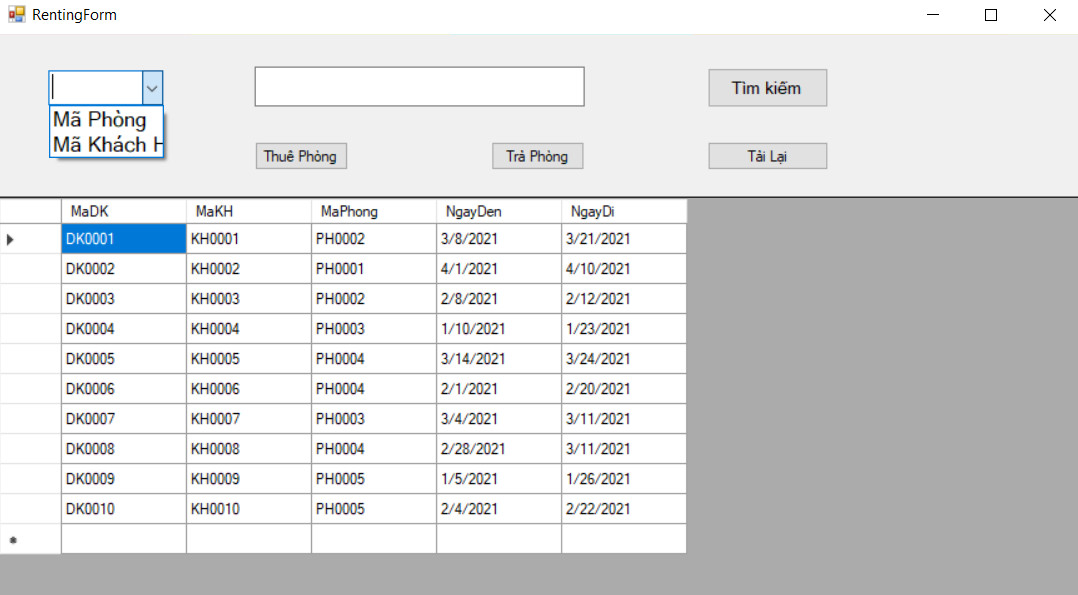 RentingForm
Tìm kiếm
Mã Phòng
Mã Khách H
Thuê Phòng Trả Phòng Tải Lại
MaDK MaKH MaPhong NgayDen NgayDi
DK0001 KH0001 PH0002 3/8/2021 3/21/2021
DK0002 KH0002 PH0001 4/1/2021 4/10/2021
DK0003 KH0003 PH0002 2/8/2021 2/12/2021
DK0004 KH0004 PH0003 1/10/2021 1/23/2021
DK0005 KH0005 PH0004 3/14/2021 3/24/2021
DK0006 KH0006 PH0004 2/1/2021 2/20/2021
DK0007 KH0007 PH0003 3/4/2021 3/11/2021
DK0008 KH0008 PH0004 2/28/2021 3/11/2021
DK0009 KH0009 PH0005 1/5/2021 1/26/2021
DK0010 KH0010 PH0005 2/4/2021 2/22/2021